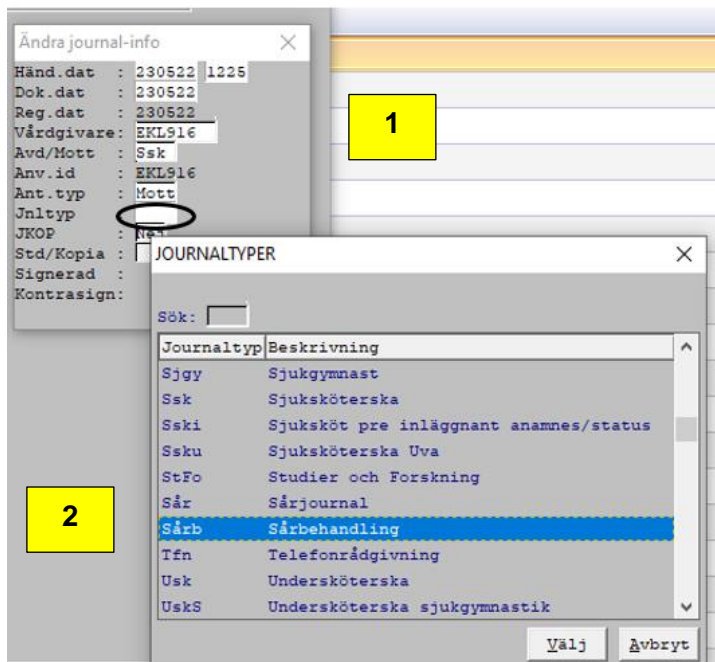 Ändra journal-info
Händ.dat : 230522 1225
Dok.dat : 230522
Reg.dat : 230522
Vårdgivare: EKL916
Avd/Mott : Ssk
Anv.id : EKL916
Ant.typ : Mott
Jnltyp
JKOP : Nej
Std/Kopia :
Signerad :
Kontrasign:
1
JOURNALTYPER
Sök:
Journaltyp Beskrivning
Sjgy Sjukgymnast
Ssk Sjuksköterska
Sski Sjuksköt pre inläggnant anamnes/status
Ssku Sjuksköterska Uva
StFo Studier och Forskning
Sår Sårjournal
Sårb Sårbehandling
Tfn Telefonrådgivning
Usk Undersköterska
UskS Undersköterska sjukgymnastik
Välj Avbryt
2